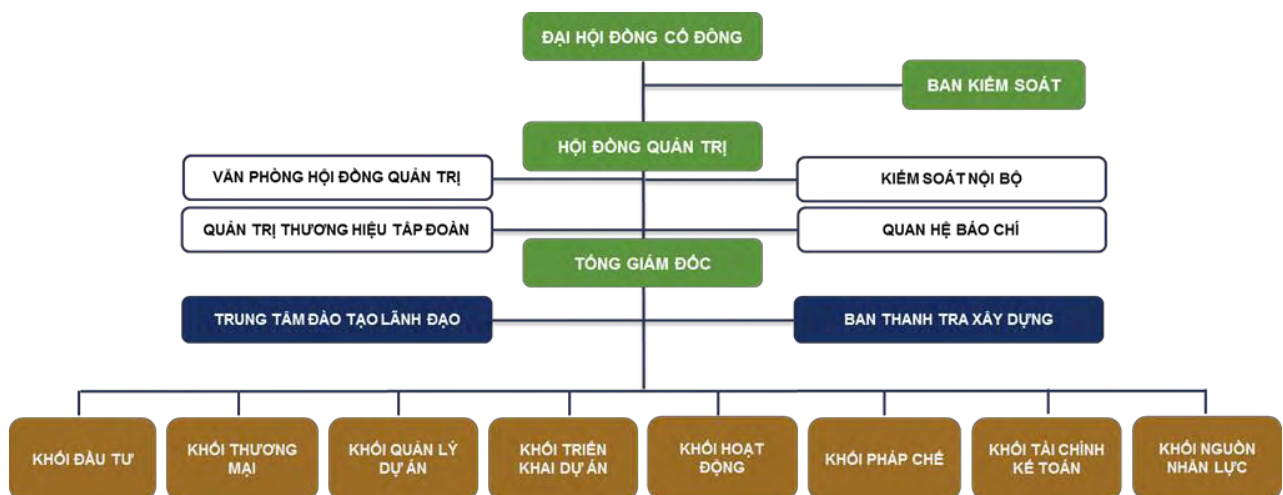 ĐẠI HỘI ĐỒNG CỔ ĐÔNG
BAN KIỂM SOÁT
HỘI ĐỒNG QUẢN TRỊ
VĂN PHÒNG HỘI ĐỒNG QUẢN TRỊ
KIỂM SOÁT NỘI BỘ
QUẢN TRỊ THƯƠNG HIỆU TẬP ĐOÀN
QUAN HỆ BÁO CHÍ
TỔNG GIÁM ĐỐC
TRUNG TÂM ĐÀO TẠO LÃNH ĐẠO
BAN THANH TRA XÂY DỰNG
KHỐI ĐẦU TƯ
KHỐI THƯƠNG
MẠI
KHỐI QUẢN LÝ
DỰ ÁN
KHỐI TRIỂN
KHAI DỰ ÁN
KHỐI HOẠT
ĐỘNG
KHỐI PHÁP CHẾ
KHỐI TÀI CHÍNH
KẾ TOÁN
KHỐI NGUỒN
NHÂN LỰC